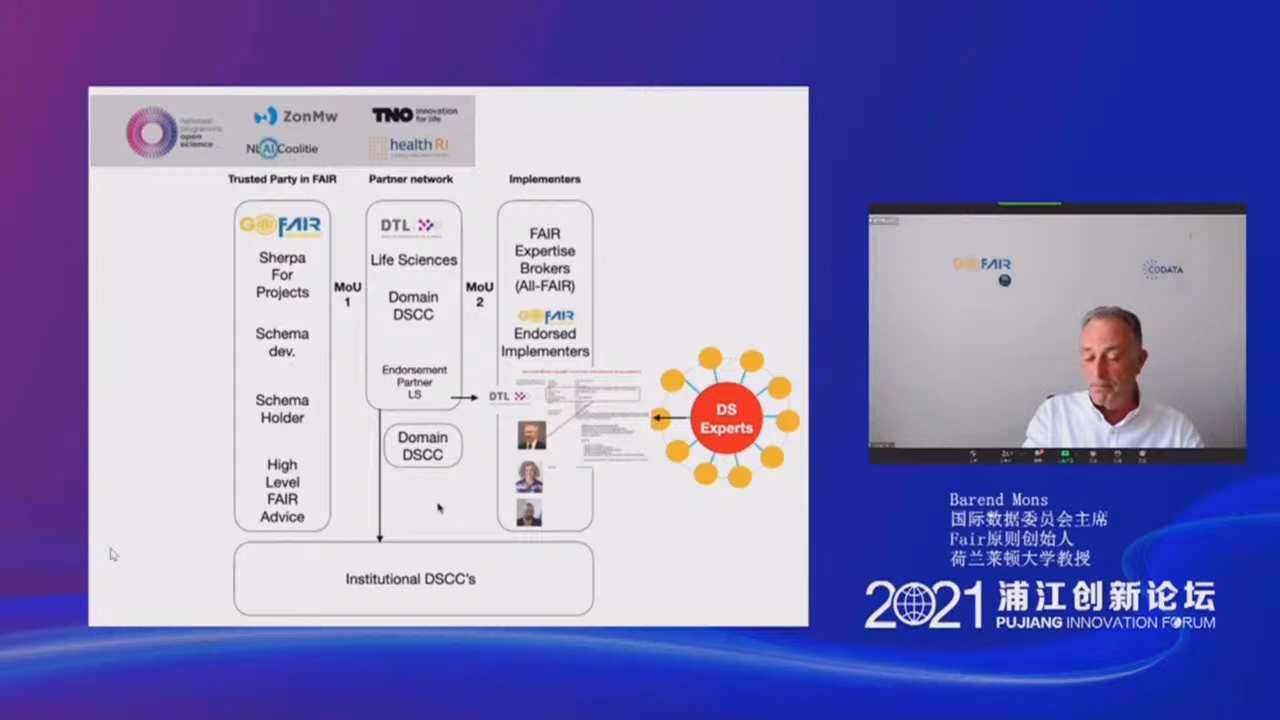 national
programme
open
science
ZonMw
TNO innovation
for life
NL AI Coalitie
health RI
Trusted Party in FAIR
Partner network
Implementers
GO FAIR
Sherpa
For
Projects
Schema
dev.
Schema
Holder
High
Level
FAIR
Advice
MoU
1
DTL
Life Sciences
Domain
DSCC
Endorsement
Partner
LS
Domain
DSCC
MoU
2
FAIR
Expertise
Brokers
(All-FAIR)
GO FAIR
Endorsed
Implementers
DTL
DS
Experts
Institutional DSCC's
GO FAIR
CODATA
Barend Mons
国际数据委员会主席
Fair原则创始人
荷兰莱顿大学教授
2021 浦江创新论坛
PUJIANG INNOVATION FORUM